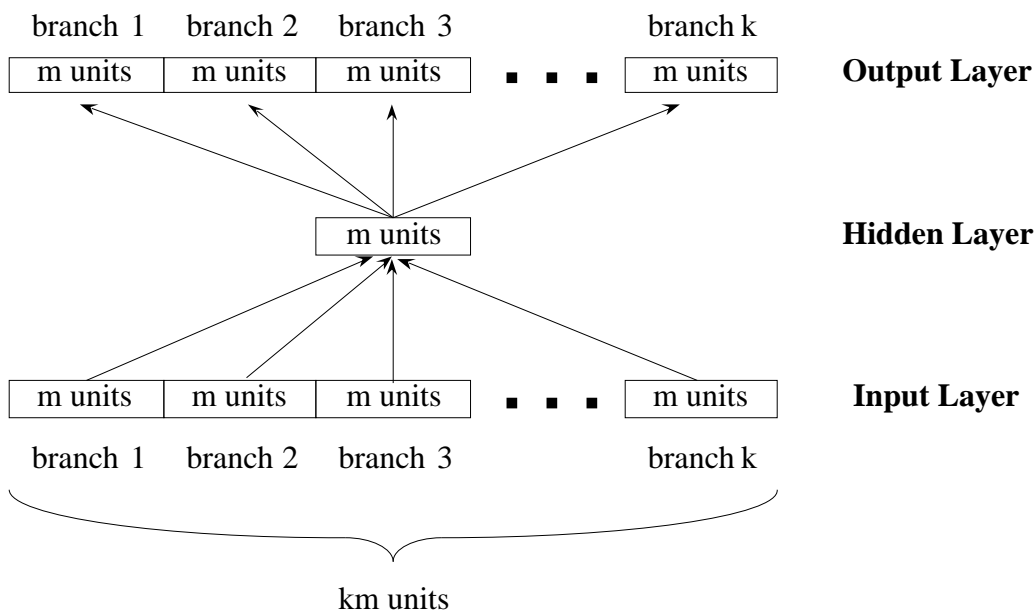 branch 1 branch 2 branch 3 branch k
m units m units m units m units Output Layer
m units Hidden Layer
m units m units m units m units Input Layer
branch 1 branch 2 branch 3 branch k
km units